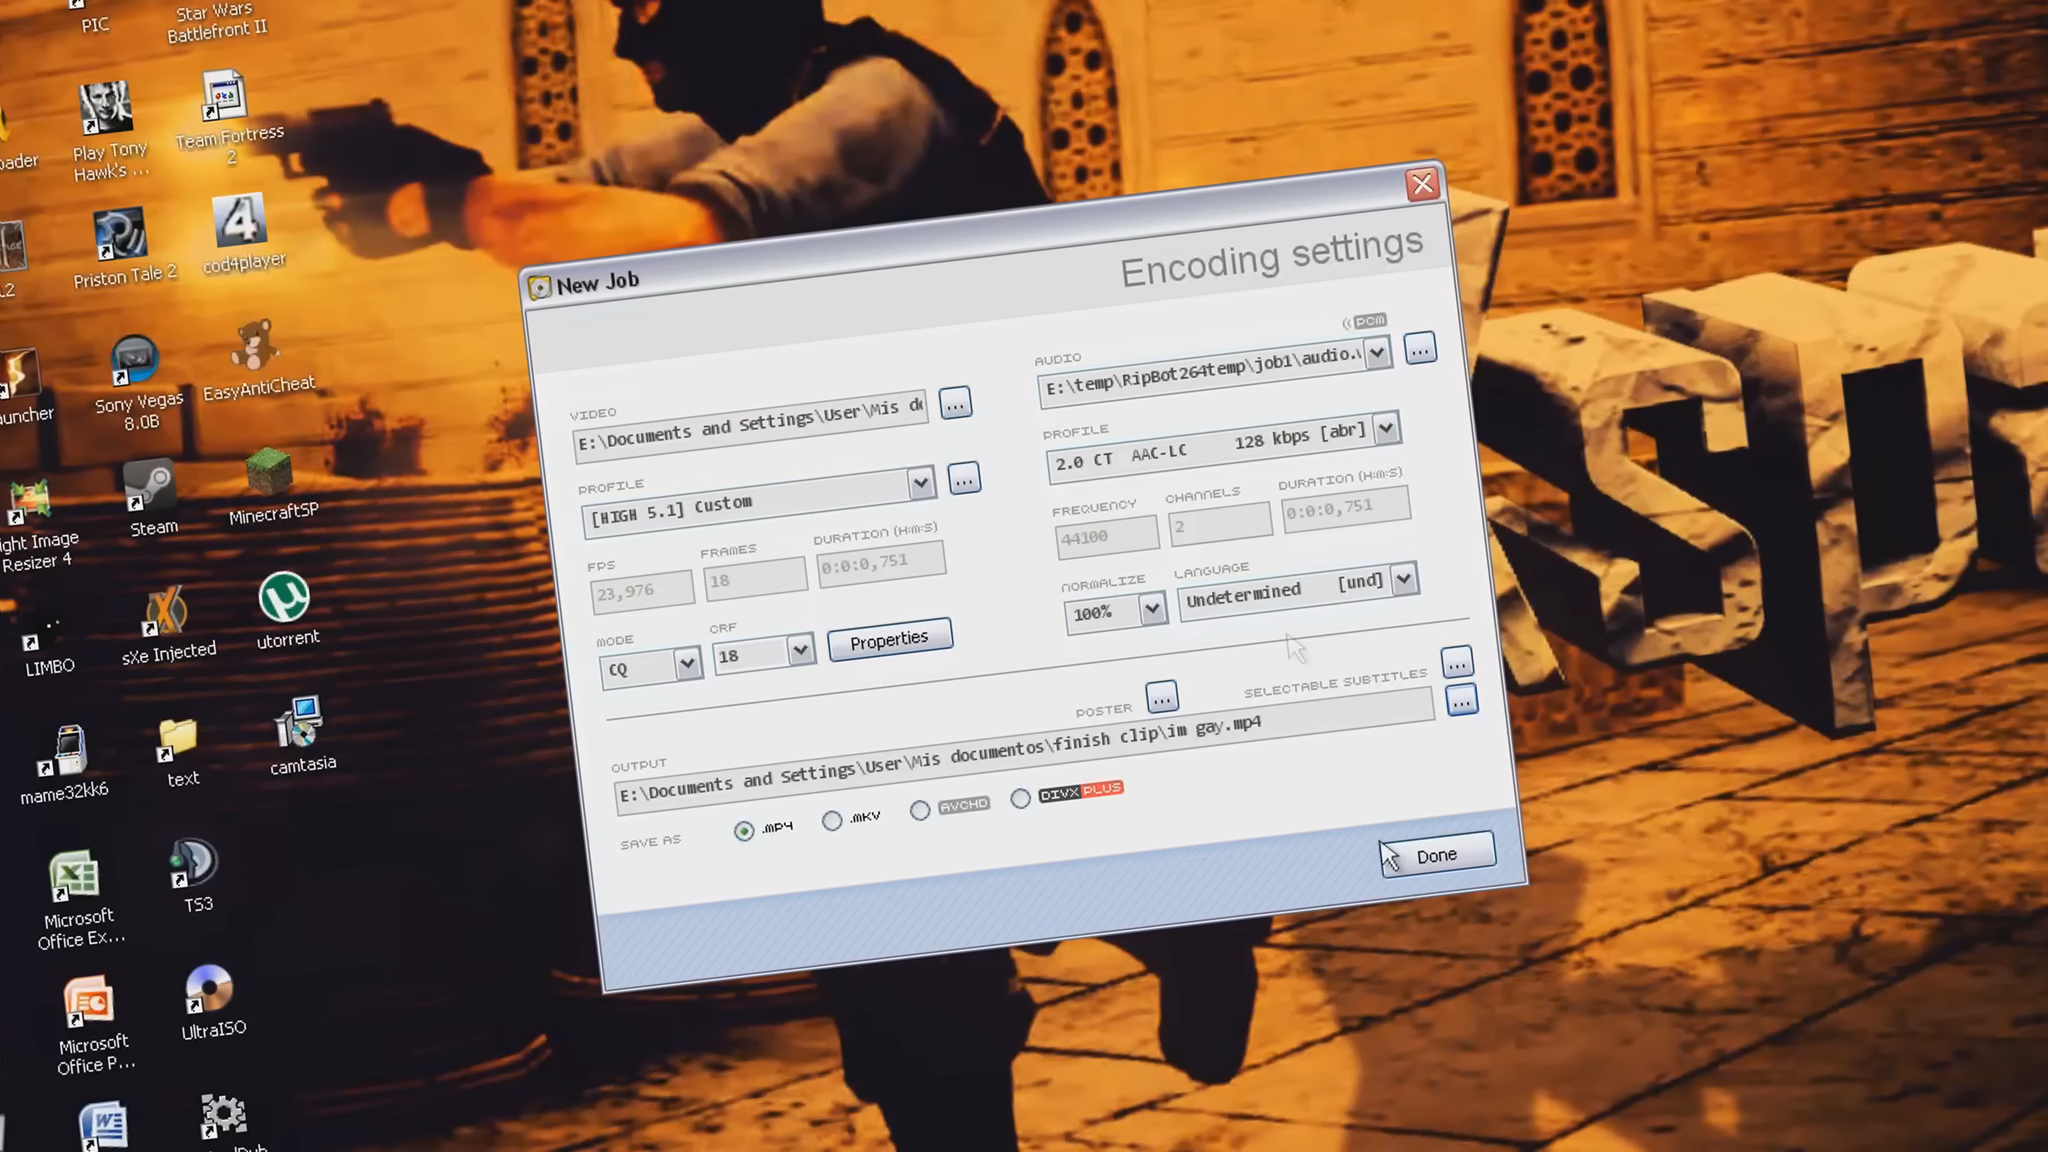 PIC
Star Wars
Battlefront II
Play Tony
Hawk's ...
Team Fortress
2
Priston Tale 2
4
cod4player
Sony Vegas
8.0B
EasyAntiCheat
Steam
MinecraftSP
Resizer 4
LIMBO
sXe Injected
utorrent
mame32kk6
text
camtasia
Microsoft
Office Ex...
TS3
Microsoft
Office P...
UltraISO
New Job
Encoding settings
VIDEO
E:\Documents and Settings\User\Mis do
...
PROFILE
[HIGH 5.1] Custom
...
FPS
FRAMES
DURATION (H:M:S)
23,976
18
0:0:0,751
MODE
CRF
CQ
18
Properties
((PCM
AUDIO
E:\temp\RipBot264temp\job1\audio.w
...
PROFILE
2.0 CT AAC-LC 128 kbps [abr]
FREQUENCY
CHANNELS
DURATION (H:M:S)
44100
2
0:0:0,751
NORMALIZE
LANGUAGE
100%
Undetermined [und]
POSTER
...
SELECTABLE SUBTITLES
...
OUTPUT
E:\Documents and Settings\User\Mis documentos\finish clip\im gay.mp4
...
SAVE AS
.MP4
.MKV
AVCHD
DIVX PLUS
Done